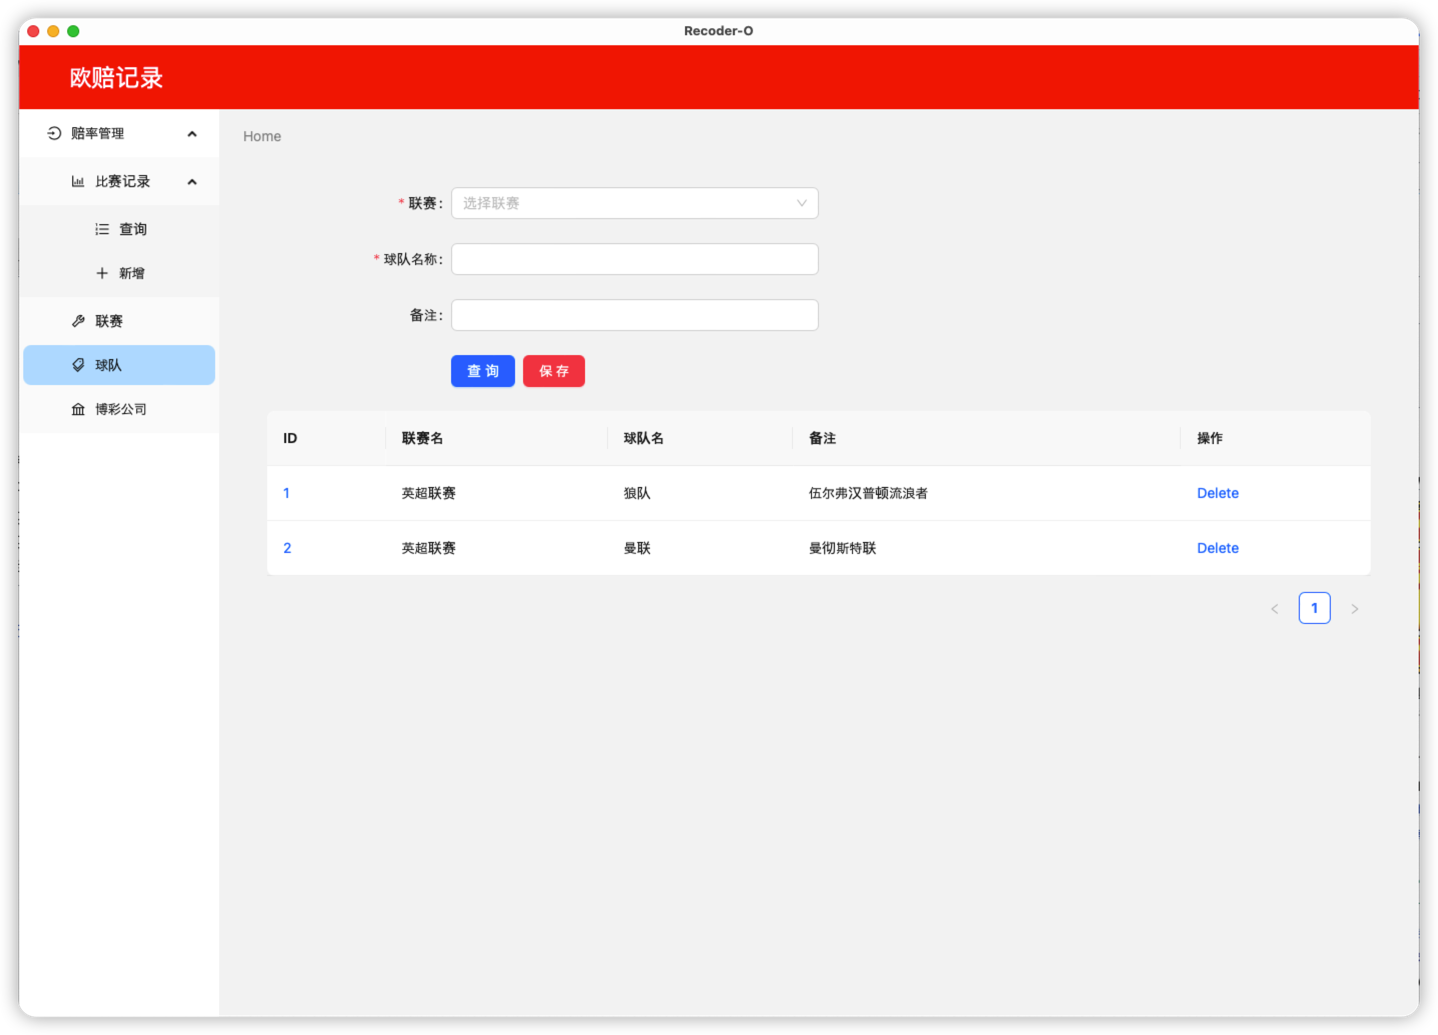 Recoder-O
欧赔记录
赔率管理
Home
比赛记录
* 联赛:
选择联赛
查询
* 球队名称:
新增
备注:
联赛
球队
查 询
保 存
博彩公司
ID 联赛名 球队名 备注 操作
1 英超联赛 狼队 伍尔弗汉普顿流浪者 Delete
2 英超联赛 曼联 曼彻斯特联 Delete
< 1 >